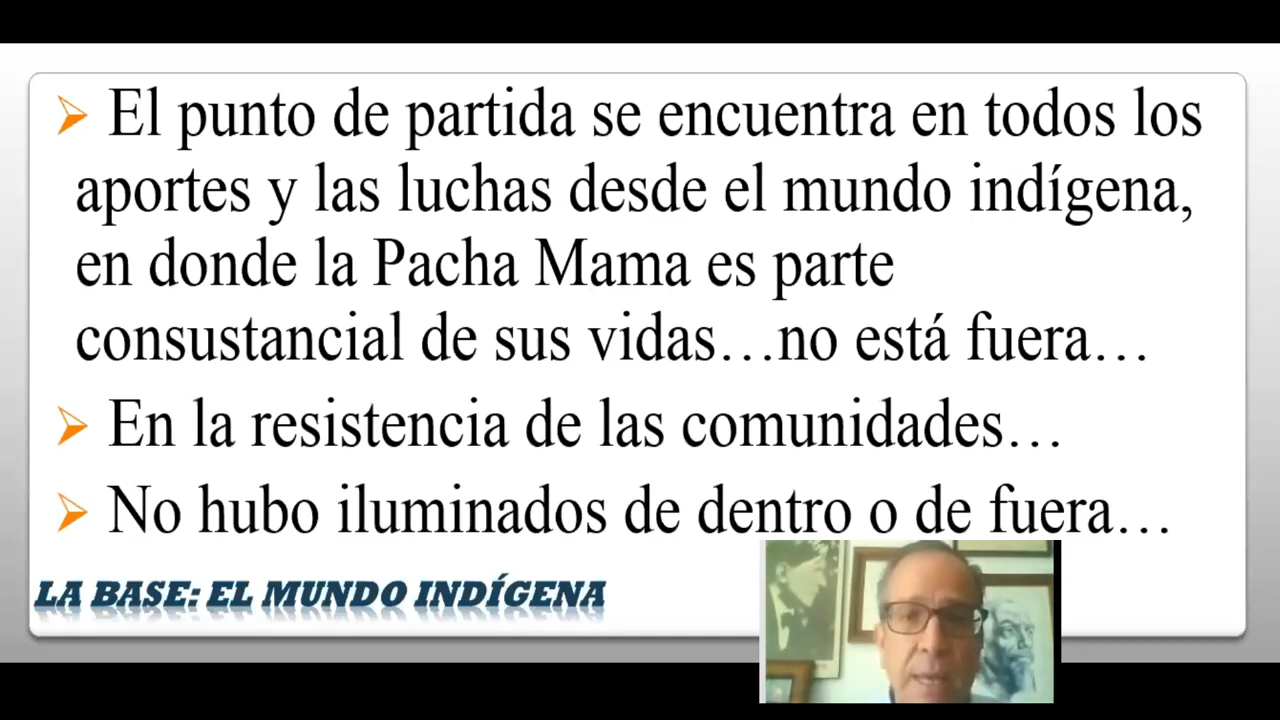 El punto de partida se encuentra en todos los
aportes y las luchas desde el mundo indígena,
en donde la Pacha Mama es parte
consustancial de sus vidas…no está fuera…
En la resistencia de las comunidades…
No hubo iluminados de dentro o de fuera…
LA BASE: EL MUNDO INDÍGENA